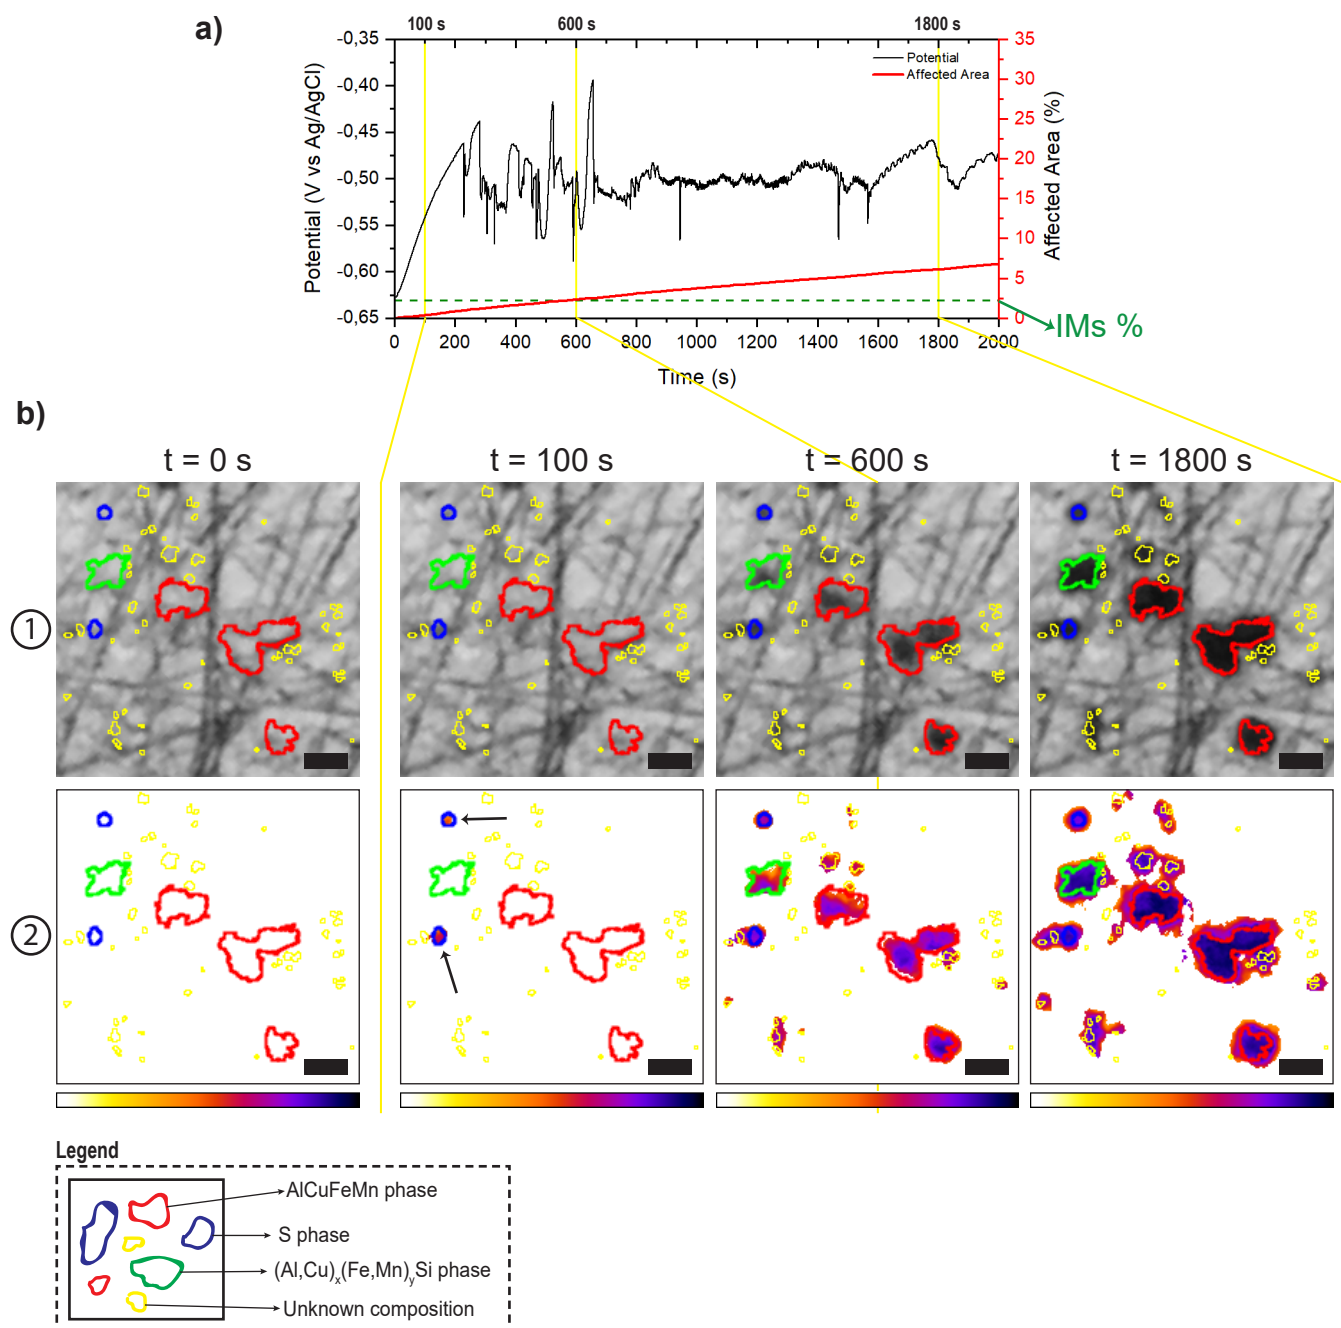 a)
100 s
600 s
1800 s
Potential
Affected Area
Potential (V vs Ag/AgCl)
-0,35
-0,40
-0,45
-0,50
-0,55
-0,60
-0,65
35
30
25
20
15
10
5
0
Affected Area (%)
IMs %
0
200
400
600
800
1000
1200
1400
1600
1800
2000
Time (s)
b)
t = 0 s
t = 100 s
t = 600 s
t = 1800 s
1
2
Legend
AlCuFeMn phase
S phase
(Al,Cu)x(Fe,Mn)ySi phase
Unknown composition